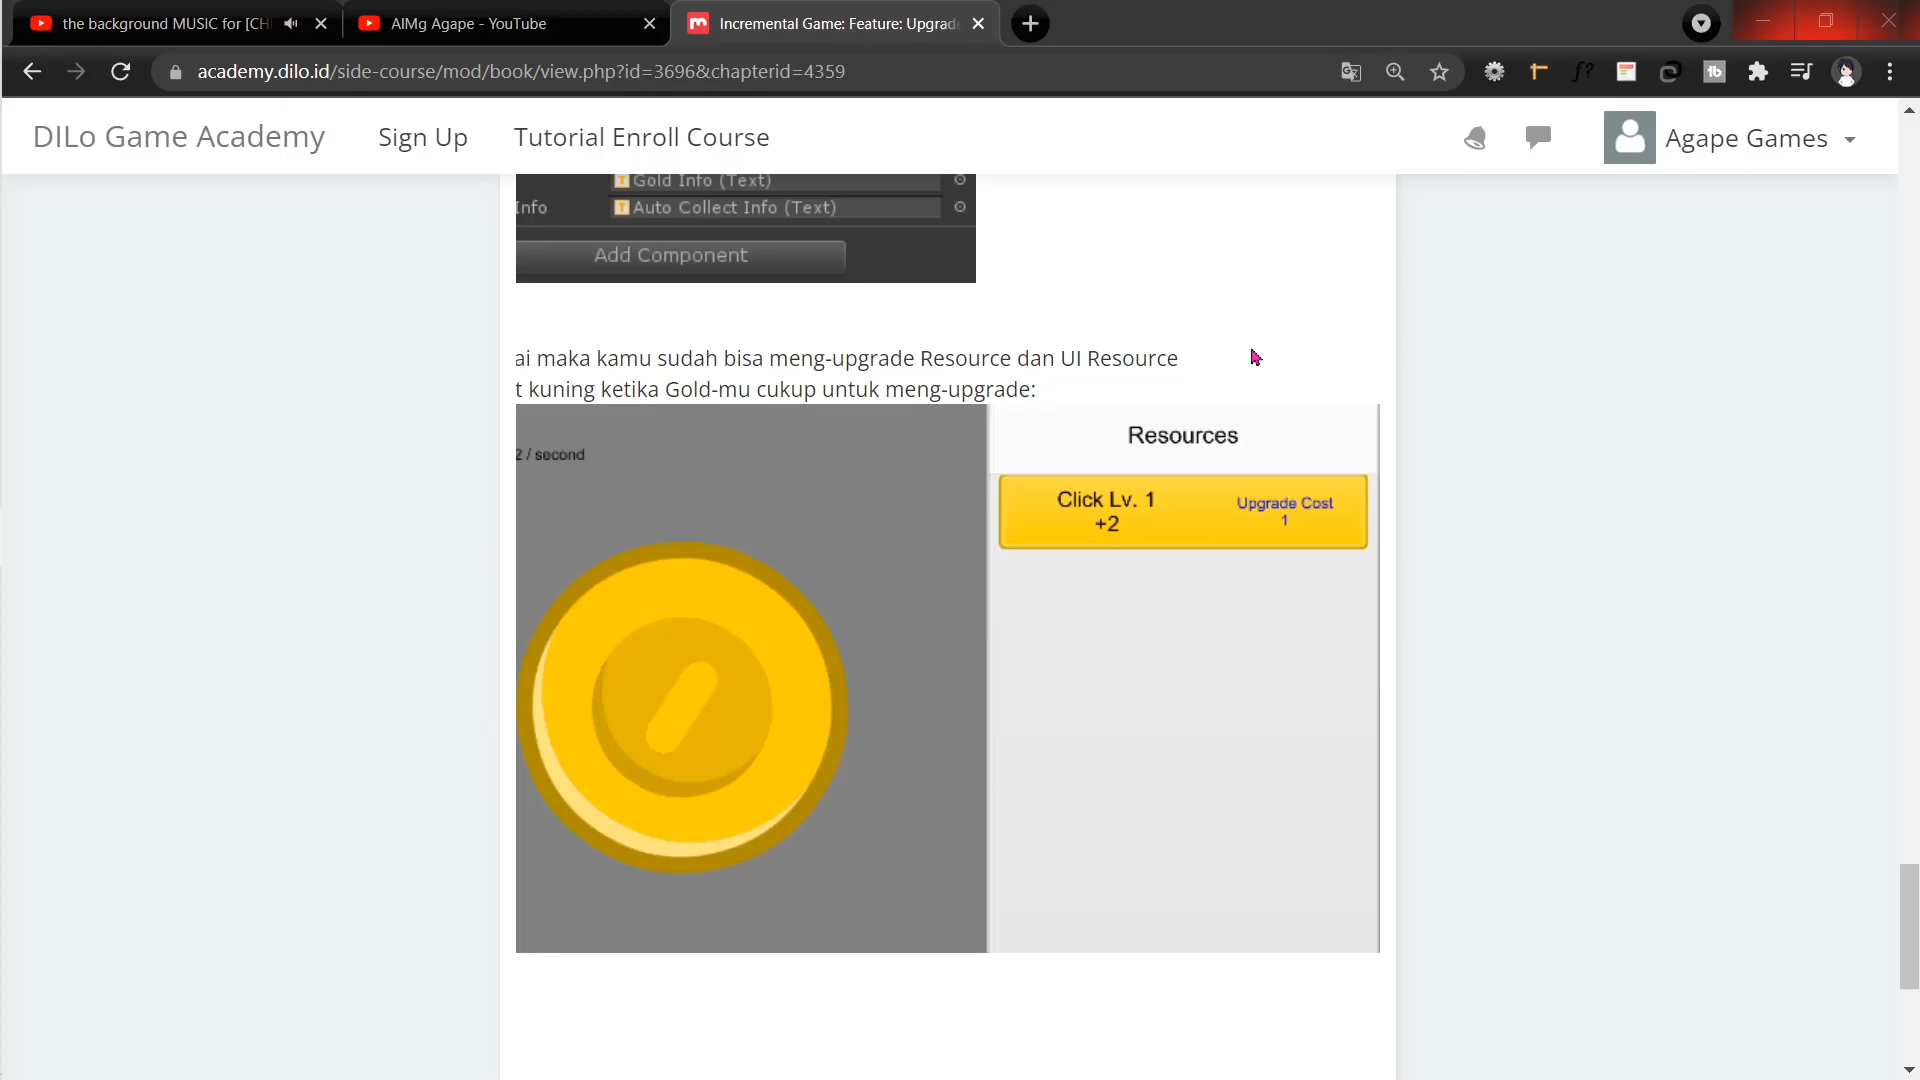 the background MUSIC for [CH
AIMg Agape - YouTube
Incremental Game: Feature: Upgrade
academy.dilo.id/side-course/mod/book/view.php?id=3696&chapterid=4359
DILo Game Academy
Sign Up
Tutorial Enroll Course
Agape Games
Gold Info (Text)
Info
Auto Collect Info (Text)
Add Component
ai maka kamu sudah bisa meng-upgrade Resource dan UI Resource
t kuning ketika Gold-mu cukup untuk meng-upgrade:
2 / second
Resources
Click Lv. 1
+2
Upgrade Cost
1